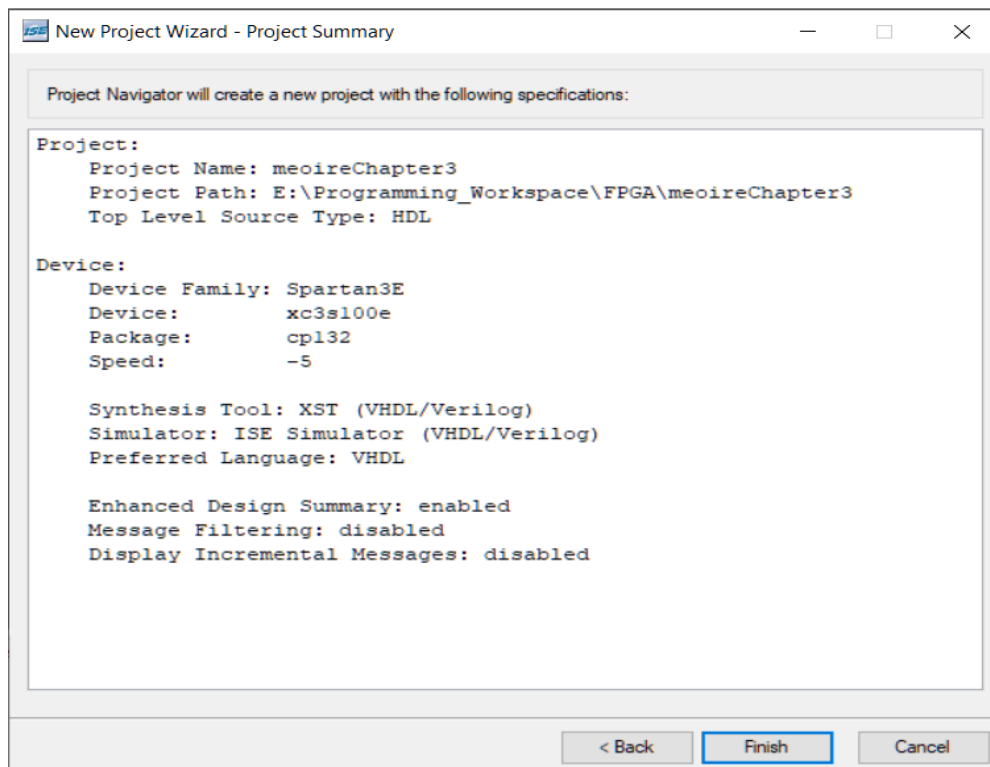 ISE New Project Wizard - Project Summary
Project Navigator will create a new project with the following specifications:
Project:
Project Name: meoireChapter3
Project Path: E:\Programming_Workspace\FPGA\meoireChapter3
Top Level Source Type: HDL
Device:
Device Family: Spartan3E
Device: xc3s100e
Package: cp132
Speed: -5
Synthesis Tool: XST (VHDL/Verilog)
Simulator: ISE Simulator (VHDL/Verilog)
Preferred Language: VHDL
Enhanced Design Summary: enabled
Message Filtering: disabled
Display Incremental Messages: disabled
< Back Finish Cancel